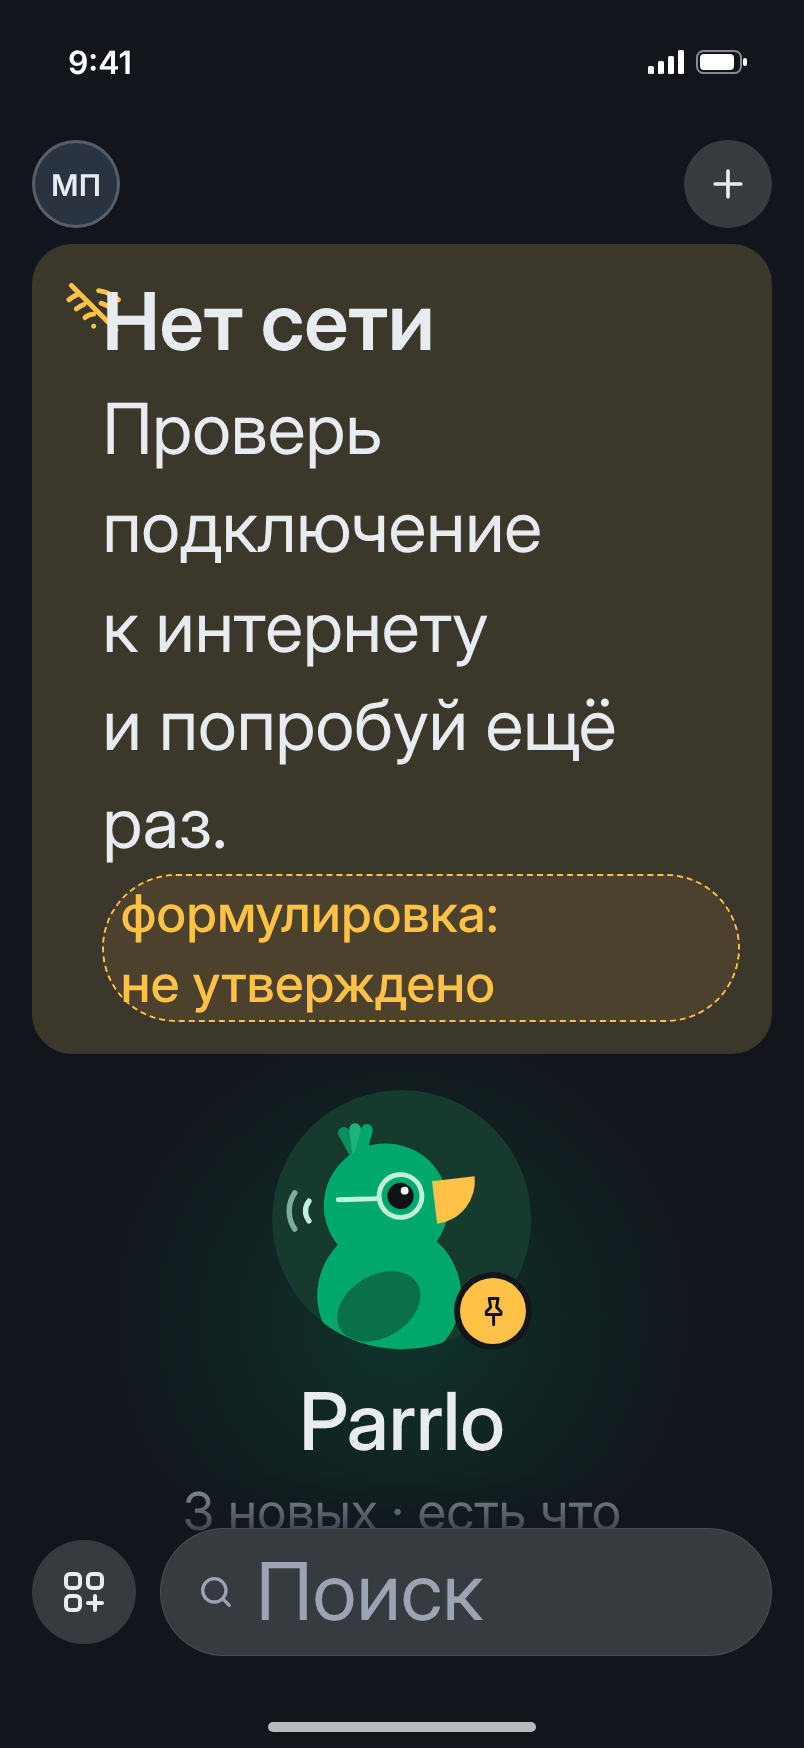 9:41
МП
Нет сети
Проверь
подключение
к интернету
и попробуй ещё
раз.
формулировка:
не утверждено
Parrlo
3 новых · есть что
Поиск